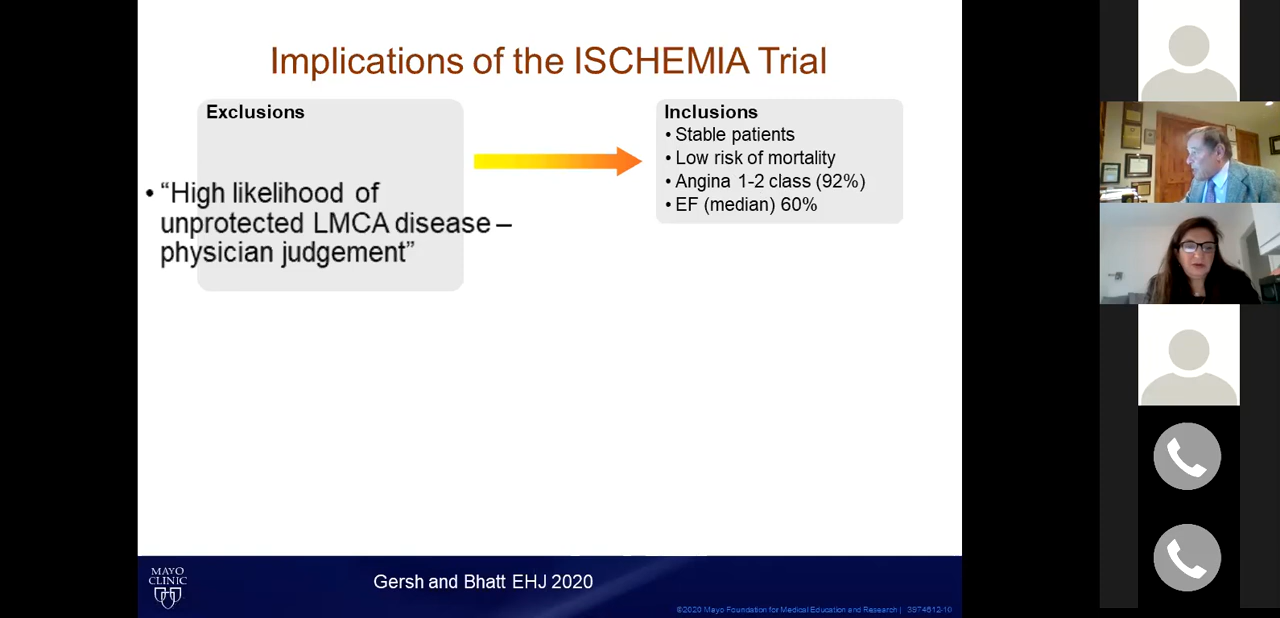 Implications of the ISCHEMIA Trial
Exclusions
• “High likelihood of
unprotected LMCA disease –
physician judgement”
Inclusions
• Stable patients
• Low risk of mortality
• Angina 1-2 class (92%)
• EF (median) 60%
MAYO
CLINIC
Gersh and Bhatt EHJ 2020
©2020 Mayo Foundation for Medical Education and Research | 3974612-10